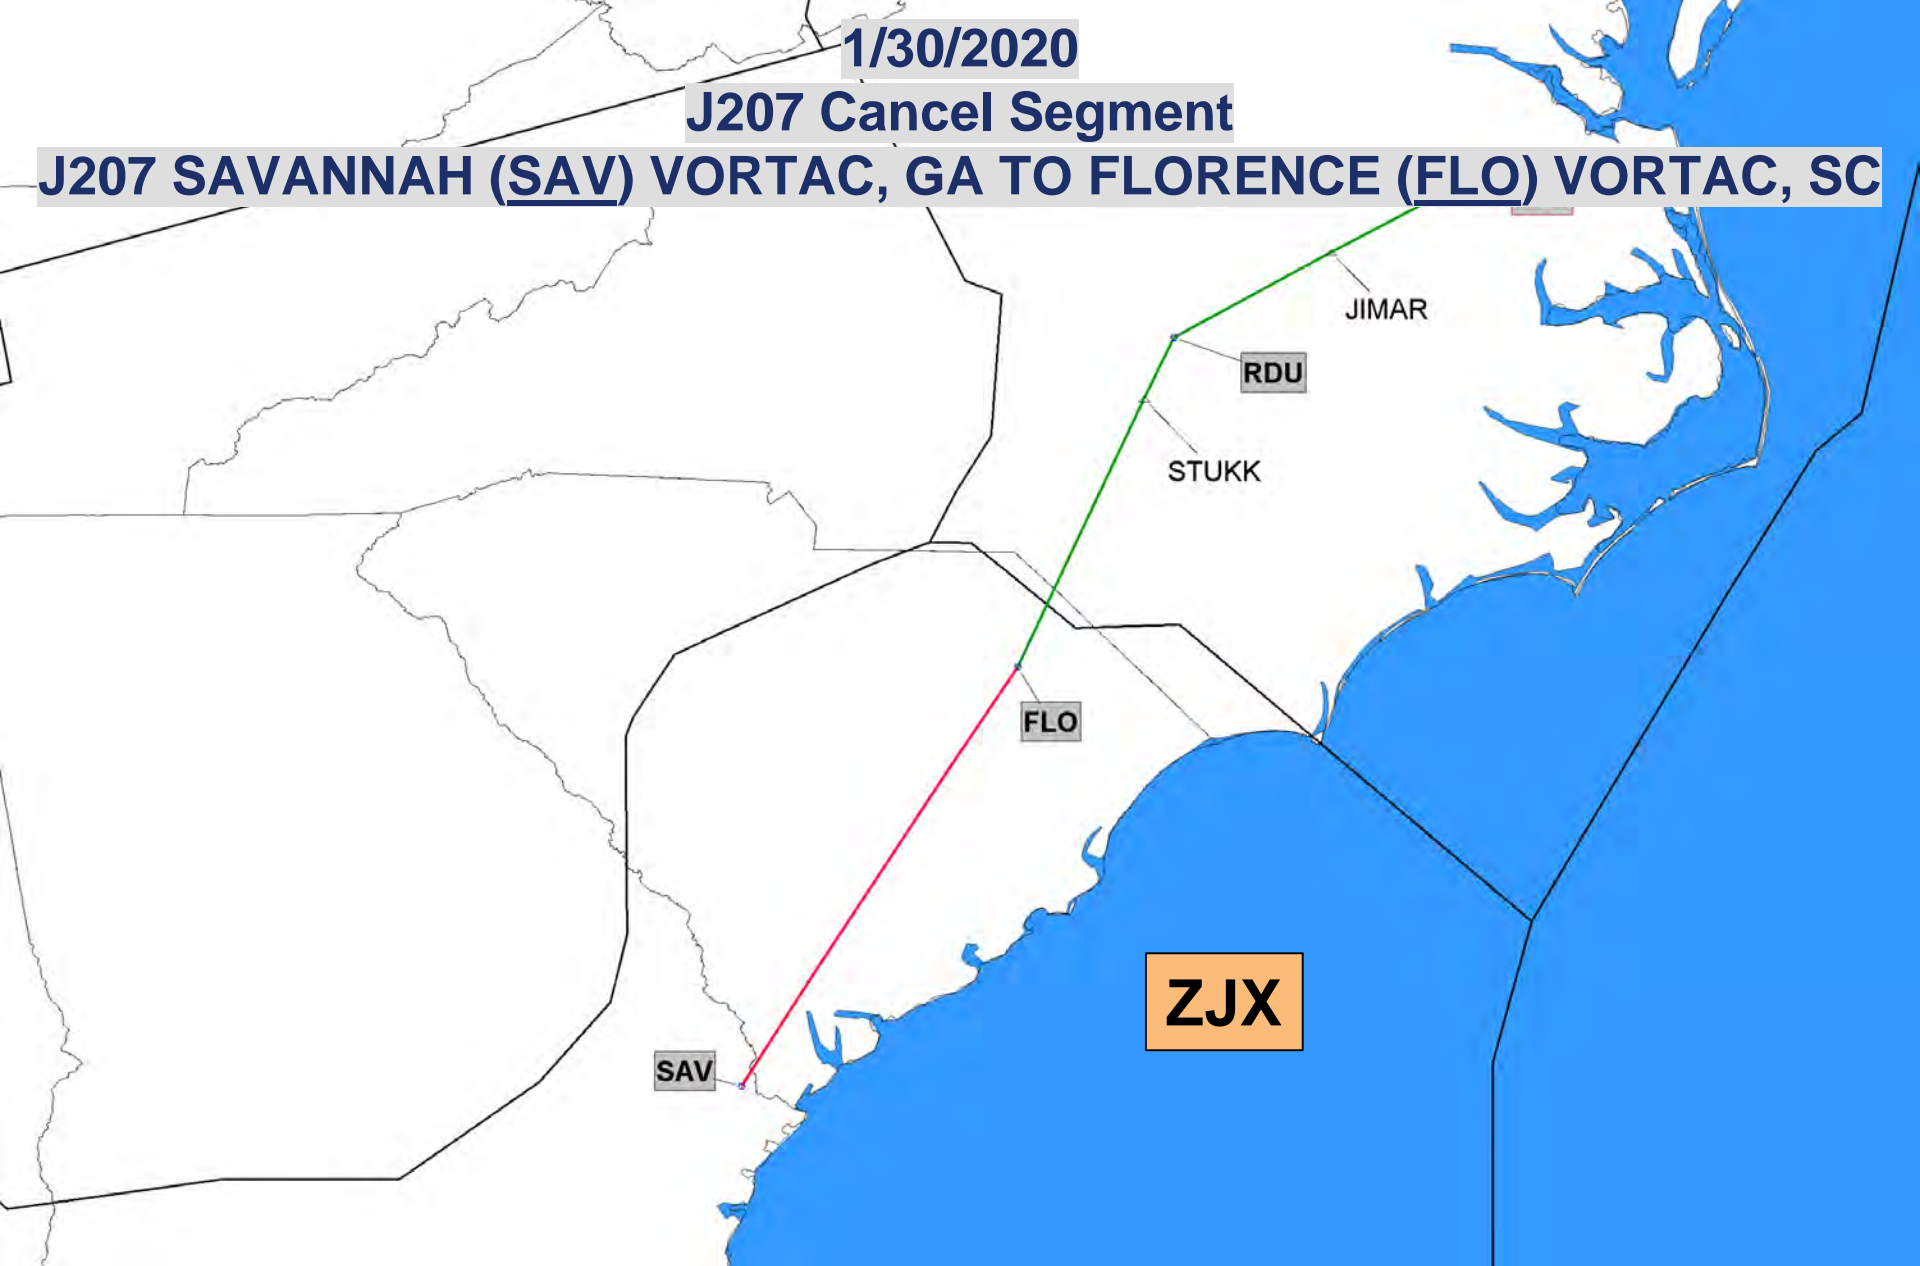 1/30/2020
J207 Cancel Segment
J207 SAVANNAH (SAV) VORTAC, GA TO FLORENCE (FLO) VORTAC, SC
JIMAR
RDU
STUKK
FLO
ZJX
SAV